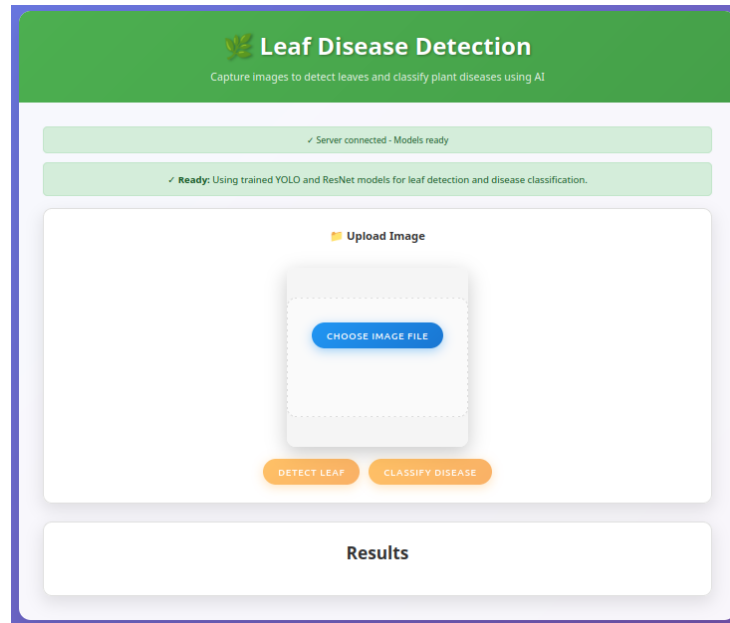 🌿 Leaf Disease Detection
Capture images to detect leaves and classify plant diseases using AI
✓ Server connected - Models ready
✓ Ready: Using trained YOLO and ResNet models for leaf detection and disease classification.
📁 Upload Image
CHOOSE IMAGE FILE
DETECT LEAF CLASSIFY DISEASE
Results